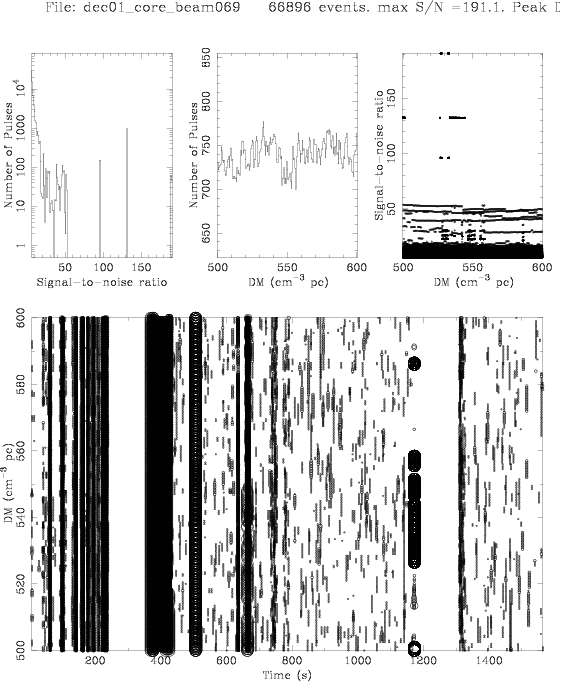 File: dec01_core_beam069 66896 events. max S/N =191.1. Peak D
Number of Pulses
1 10 100 1000 10⁴
50 100 150
Signal-to-noise ratio
Number of Pulses
650 700 750 800 850
500 550 600
DM (cm⁻³ pc)
Signal-to-noise ratio
50 100 150
500 550 600
DM (cm⁻³ pc)
DM (cm⁻³ pc)
500 520 540 560 580 600
200 400 600 800 1000 1200 1400
Time (s)